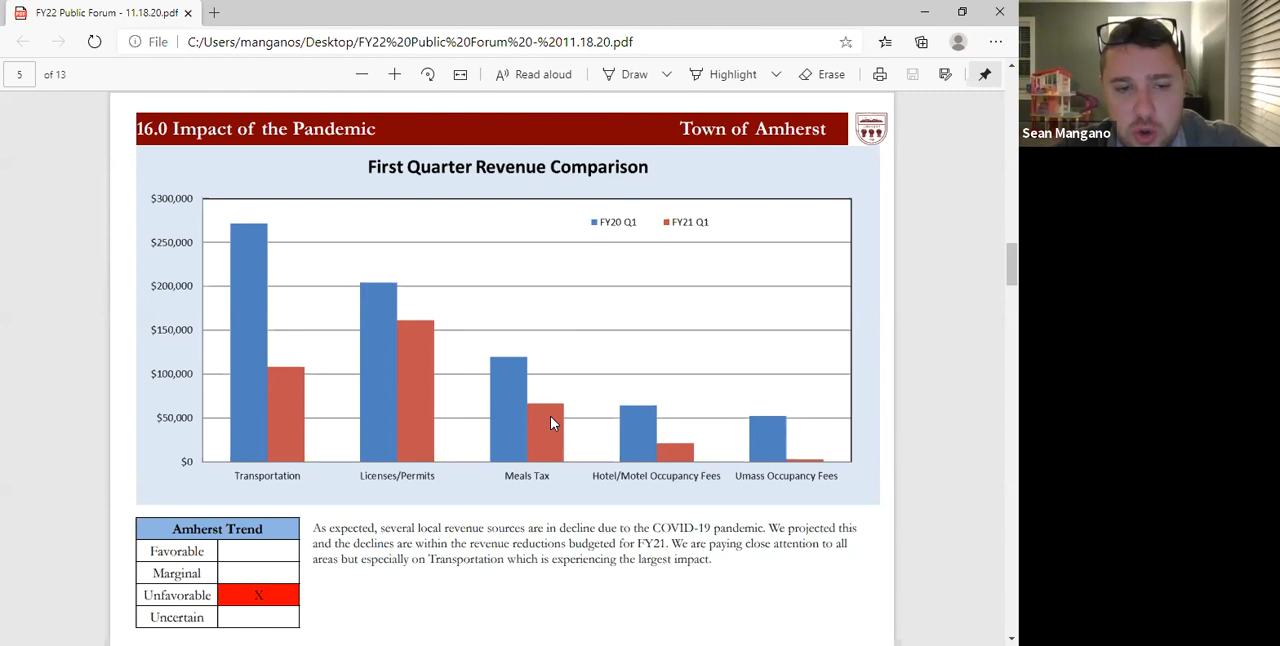 FY22 Public Forum - 11.18.20.pdf
File C:/Users/manganos/Desktop/FY22%20Public%20Forum%20-%2011.18.20.pdf
5 of 13 Read aloud Draw Highlight Erase
Sean Mangano
16.0 Impact of the Pandemic Town of Amherst
First Quarter Revenue Comparison
$300,000
FY20 Q1 FY21 Q1
$250,000
$200,000
$150,000
$100,000
$50,000
$0
Transportation Licenses/Permits Meals Tax Hotel/Motel Occupancy Fees Umass Occupancy Fees
Amherst Trend
Favorable
Marginal
Unfavorable X
Uncertain
As expected, several local revenue sources are in decline due to the COVID-19 pandemic. We projected this
and the declines are within the revenue reductions budgeted for FY21. We are paying close attention to all
areas but especially on Transportation which is experiencing the largest impact.